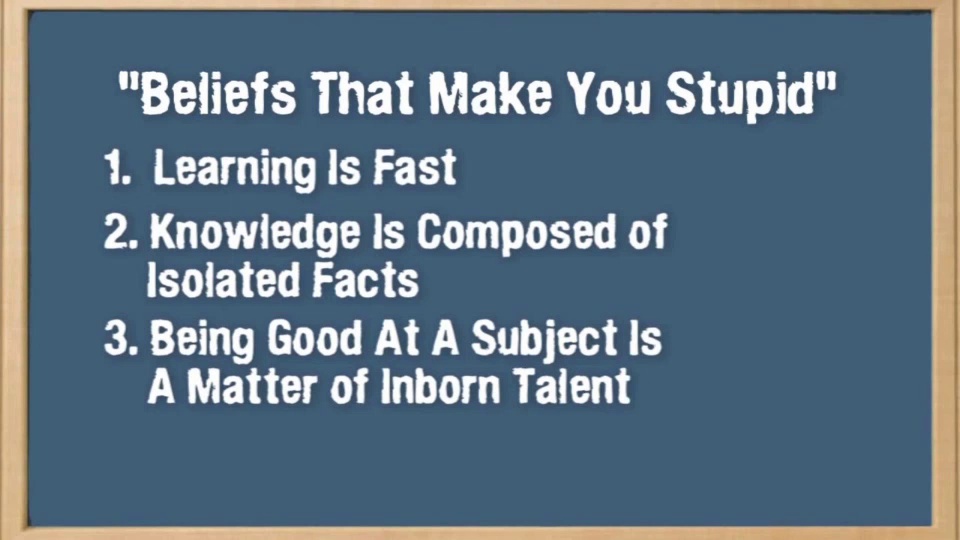 "Beliefs That Make You Stupid"
1. Learning Is Fast
2. Knowledge Is Composed of
Isolated Facts
3. Being Good At A Subject Is
A Matter of Inborn Talent